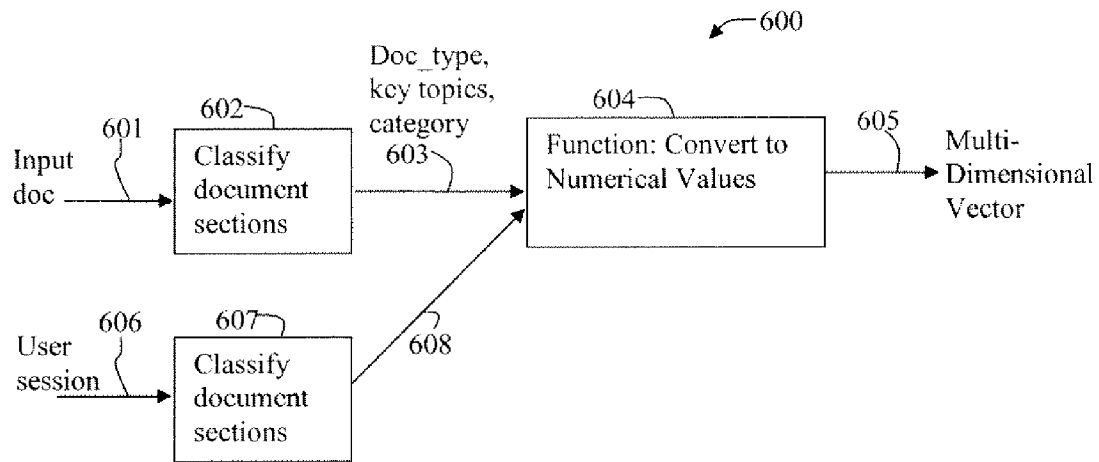 600
Doc_type,
key topics,
category
603
601
Input
doc
602
Classify
document
sections
604
Function: Convert to
Numerical Values
605
Multi-
Dimensional
Vector
606
User
session
607
Classify
document
sections
608